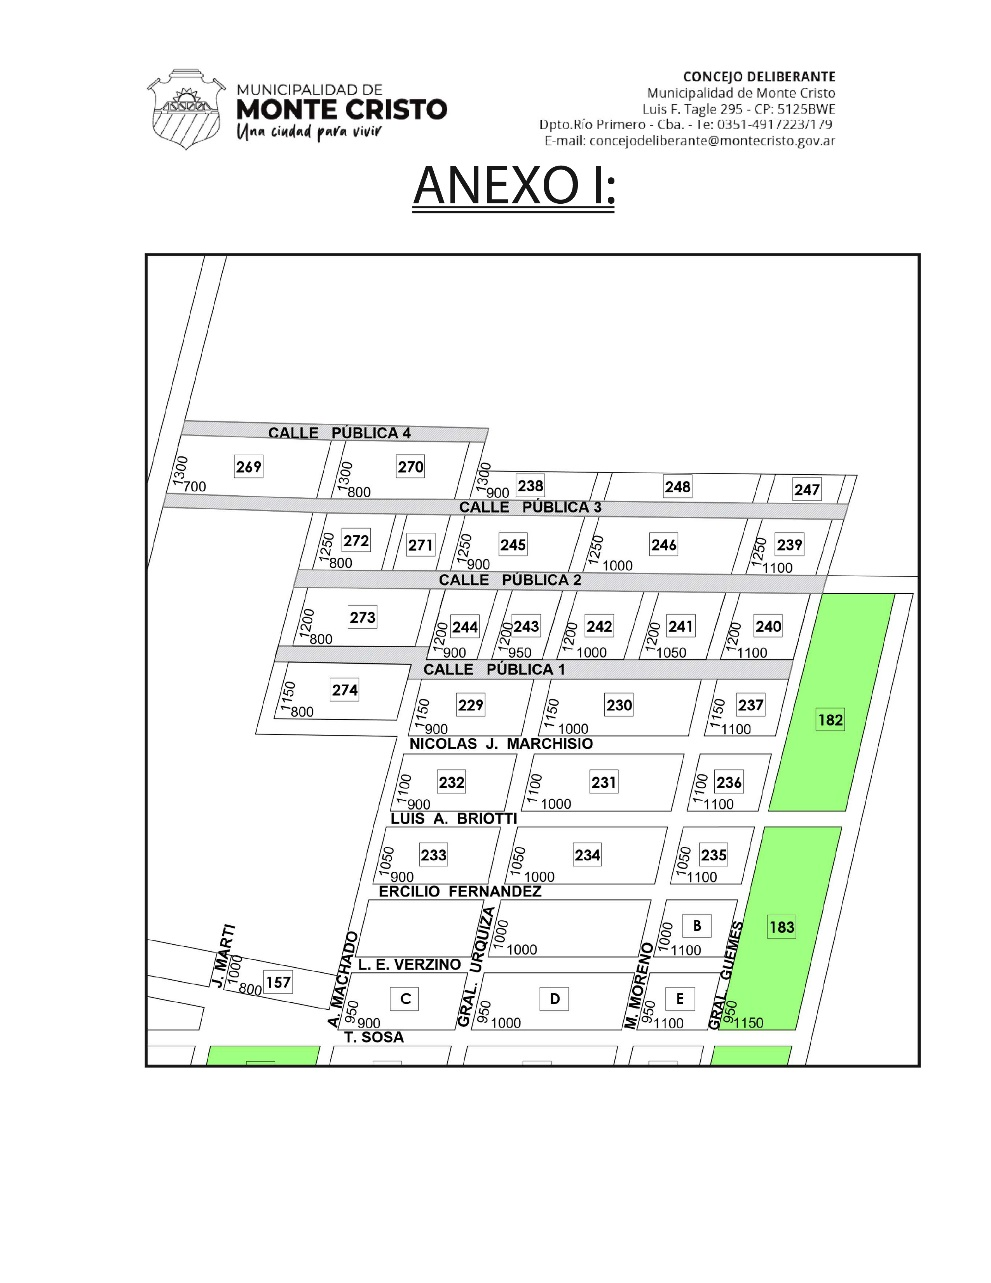 MUNICIPALIDAD DE
MONTE CRISTO
Una ciudad para vivir
CONCEJO DELIBERANTE
Municipalidad de Monte Cristo
Luis F. Tagle 295 - CP: 5125BWE
Dpto.Río Primero - Cba. - Te: 0351-4917223/179
E-mail: concejodeliberante@montecristo.gov.ar
ANEXO I:
CALLE PÚBLICA 4
1300 700 269 1300 800 270 1300 900 238 248 247
CALLE PÚBLICA 3
1250 800 272 271 1250 900 245 1250 1000 246 1250 1100 239
CALLE PÚBLICA 2
1200 800 273 1200 900 244 1200 950 243 1200 1000 242 1200 1050 241 1200 1100 240
CALLE PÚBLICA 1
1150 800 274 1150 900 229 1150 1000 230 1150 1100 237 182
NICOLAS J. MARCHISIO
1100 900 232 1100 1000 231 1100 1100 236
LUIS A. BRIOTTI
1050 900 233 1050 1000 234 1050 1100 235
ERCILIO FERNANDEZ
1000 1000 1000 1100 B 183
J. MARTI
1000 800 157
A. MACHADO
L. E. VERZINO
GRAL. URQUIZA
M. MORENO
GRAL. GUEMES
950 900 C 950 1000 D 950 1100 E 950 1150
T. SOSA